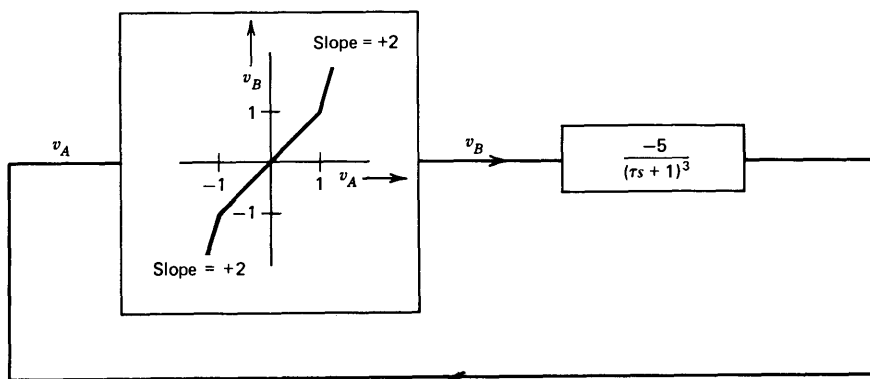 Slope = +2
v_B
1
v_A
−1
1
v_A
−1
Slope = +2
v_B
−5
(τs + 1)³